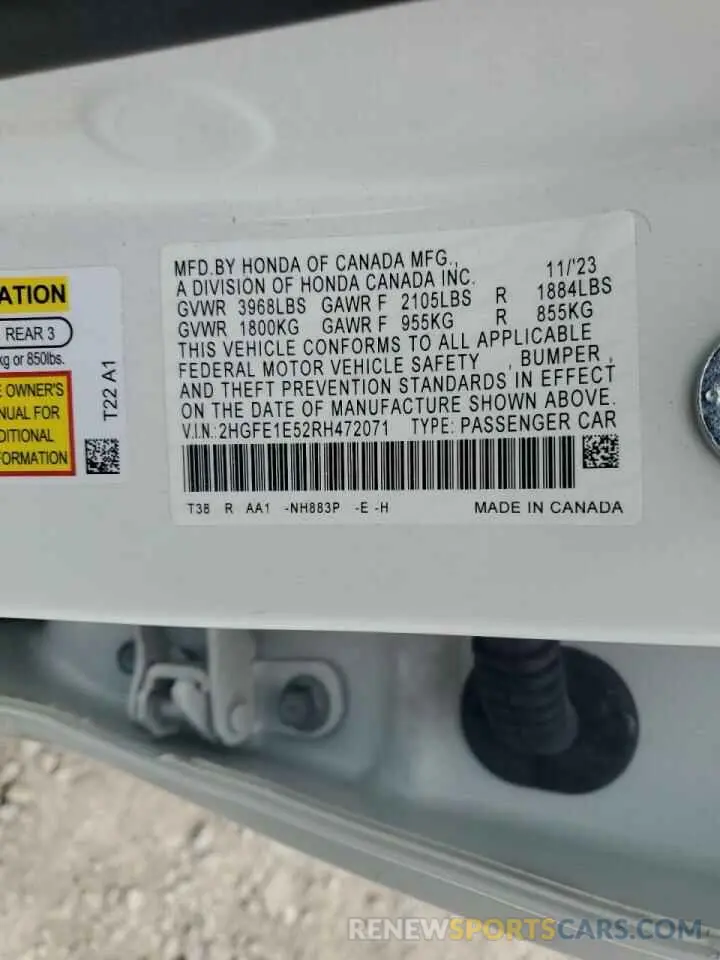 ATION
REAR 3
kg or 850lbs.
OWNER'S
NUAL FOR
DITIONAL
FORMATION
T22 A1
MFD.BY HONDA OF CANADA MFG., 11/'23
A DIVISION OF HONDA CANADA INC.
GVWR 3968LBS GAWR F 2105LBS R 1884LBS
GVWR 1800KG GAWR F 955KG R 855KG
THIS VEHICLE CONFORMS TO ALL APPLICABLE
FEDERAL MOTOR VEHICLE SAFETY , BUMPER ,
AND THEFT PREVENTION STANDARDS IN EFFECT
ON THE DATE OF MANUFACTURE SHOWN ABOVE.
V.I.N.:2HGFE1E52RH472071 TYPE: PASSENGER CAR
T38 R AA1 -NH883P -E -H MADE IN CANADA
RENEWSPORTSCARS.COM